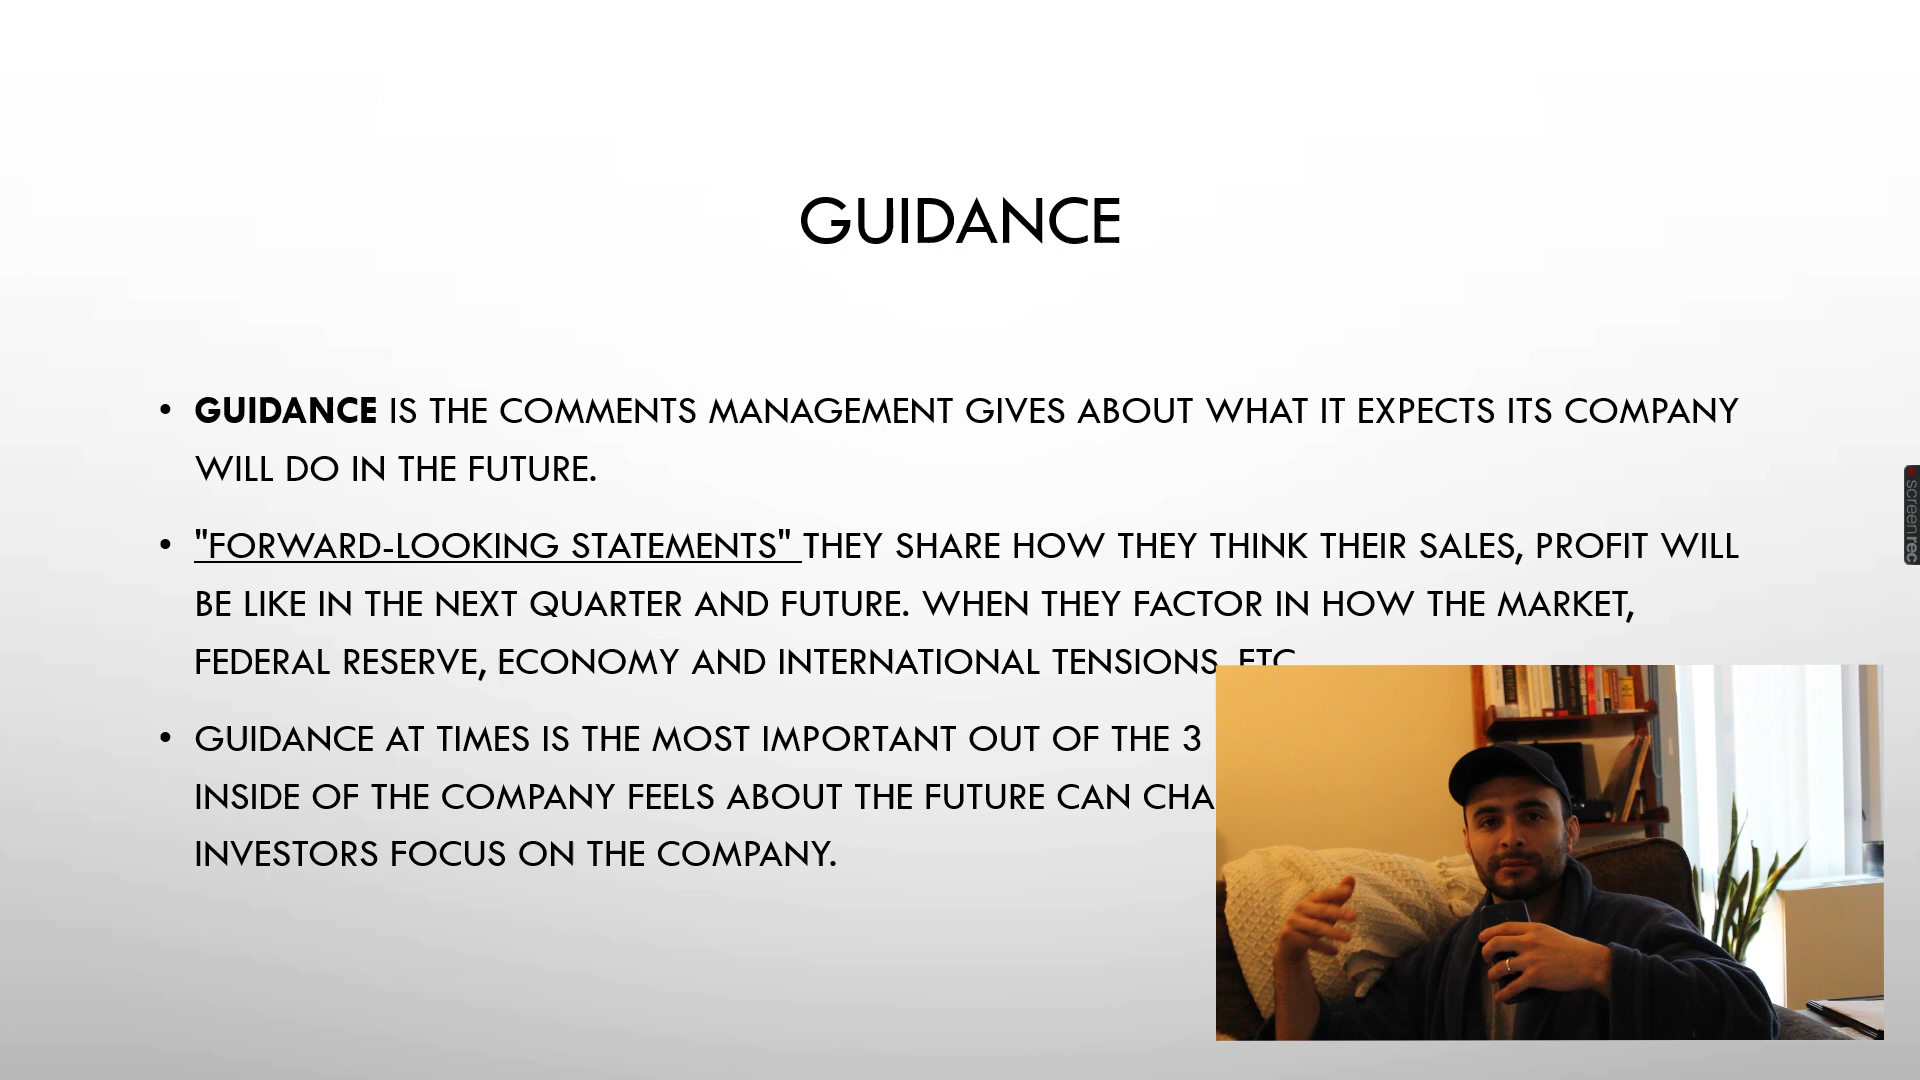 GUIDANCE
• GUIDANCE IS THE COMMENTS MANAGEMENT GIVES ABOUT WHAT IT EXPECTS ITS COMPANY
WILL DO IN THE FUTURE.
• "FORWARD-LOOKING STATEMENTS" THEY SHARE HOW THEY THINK THEIR SALES, PROFIT WILL
BE LIKE IN THE NEXT QUARTER AND FUTURE. WHEN THEY FACTOR IN HOW THE MARKET,
FEDERAL RESERVE, ECONOMY AND INTERNATIONAL TENSIONS, ETC
• GUIDANCE AT TIMES IS THE MOST IMPORTANT OUT OF THE 3
INSIDE OF THE COMPANY FEELS ABOUT THE FUTURE CAN CHA
INVESTORS FOCUS ON THE COMPANY.
screenrec